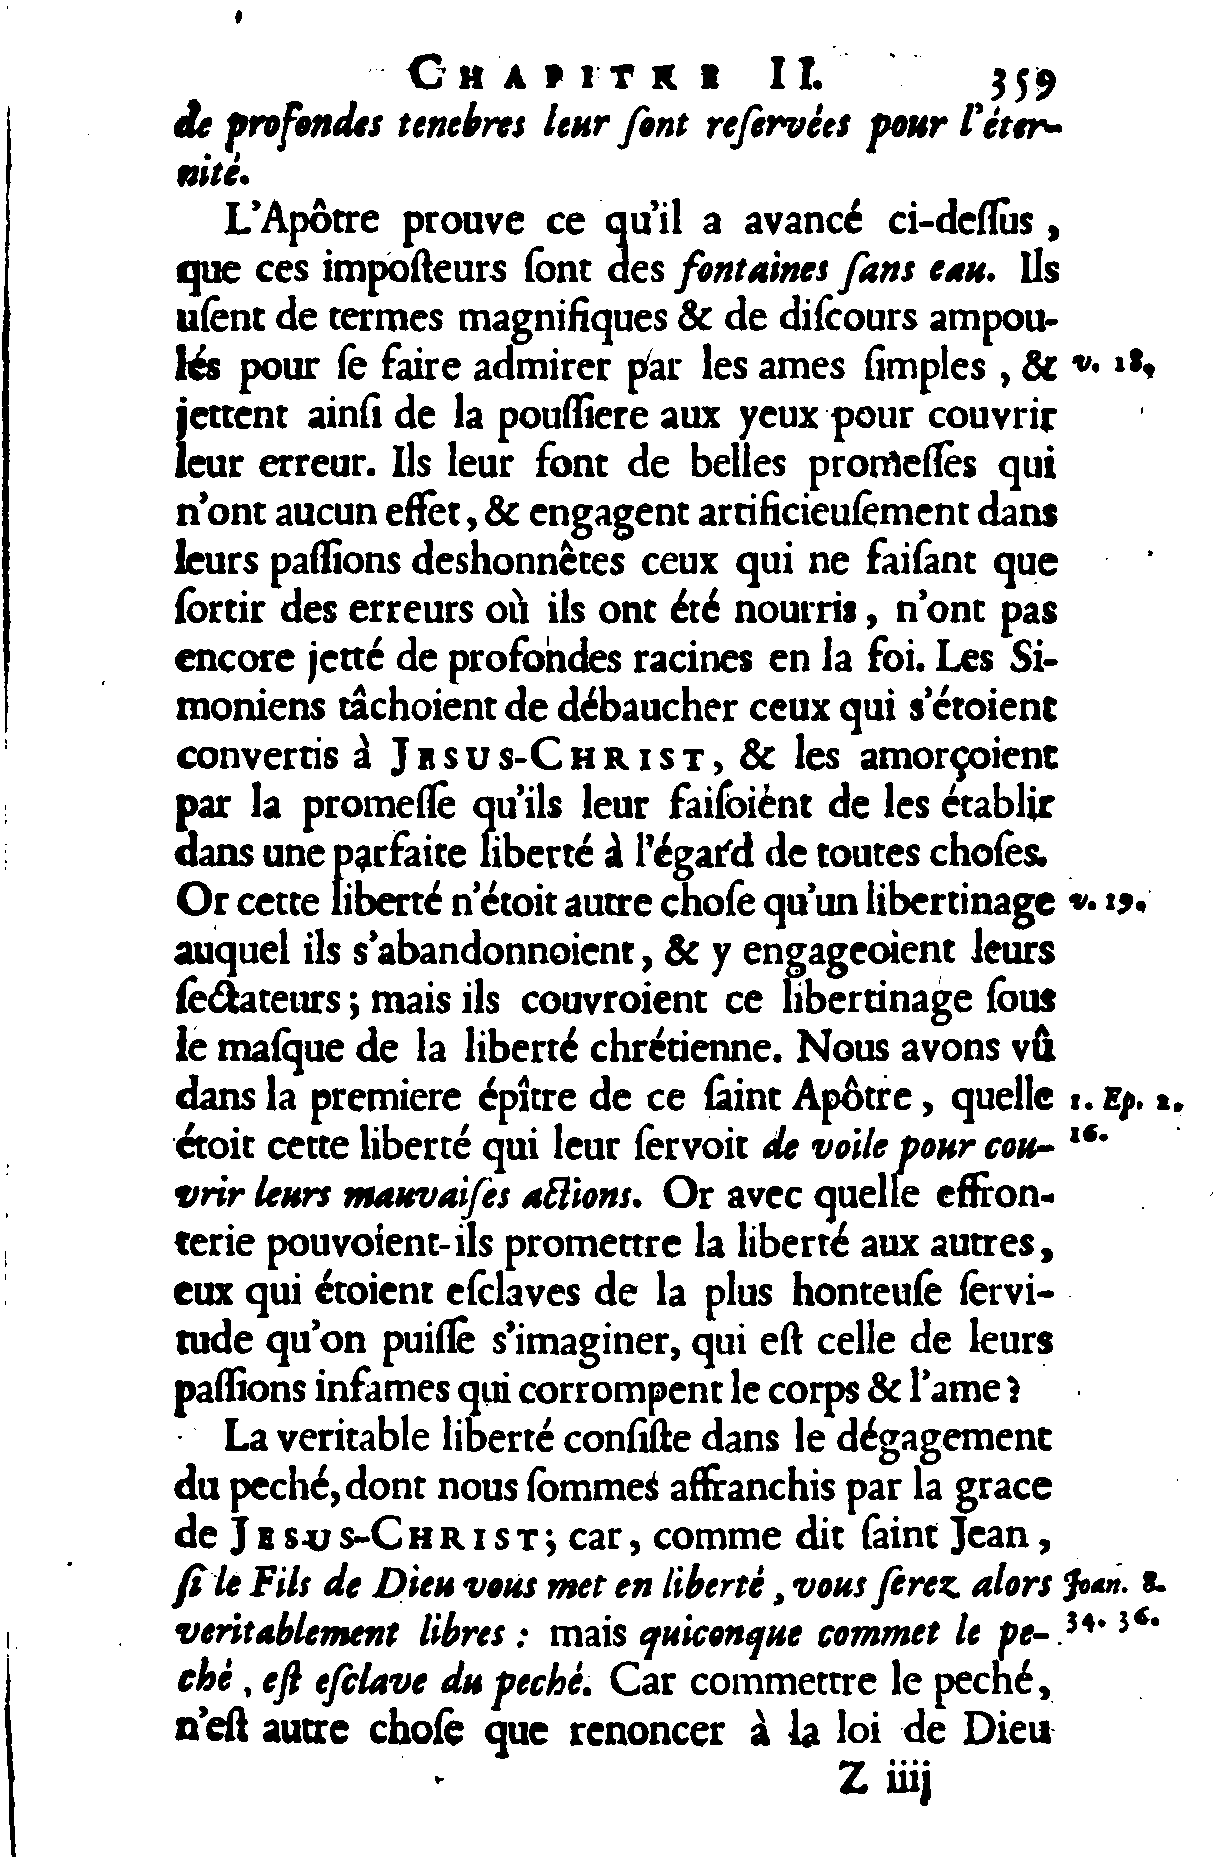 CHAPITRE II. 359
de profondes tenebres leur ſont reſervées pour l'éter-
nité.
L'Apôtre prouve ce qu'il a avancé ci-deſſus,
que ces impoſteurs ſont des fontaines ſans eau. Ils
uſent de termes magnifiques & de diſcours ampou-
lés pour ſe faire admirer par les ames ſimples, & v. 18.
jettent ainſi de la pouſſiere aux yeux pour couvrir
leur erreur. Ils leur font de belles promeſſes qui
n'ont aucun effet, & engagent artificieuſement dans
leurs paſſions deshonnêtes ceux qui ne faiſant que
ſortir des erreurs où ils ont été nourris, n'ont pas
encore jetté de profondes racines en la foi. Les Si-
moniens tâchoient de débaucher ceux qui s'étoient
convertis à JESUS-CHRIST, & les amorçoient
par la promeſſe qu'ils leur faiſoient de les établir
dans une parfaite liberté à l'égard de toutes choſes.
Or cette liberté n'étoit autre choſe qu'un libertinage v. 19.
auquel ils s'abandonnoient, & y engageoient leurs
ſectateurs; mais ils couvroient ce libertinage ſous
le maſque de la liberté chrétienne. Nous avons vû
dans la premiere épître de ce ſaint Apôtre, quelle 1. Ep. 2.
étoit cette liberté qui leur ſervoit de voile pour cou- 16.
vrir leurs mauvaiſes actions. Or avec quelle effron-
terie pouvoient-ils promettre la liberté aux autres,
eux qui étoient eſclaves de la plus honteuſe ſervi-
tude qu'on puiſſe s'imaginer, qui eſt celle de leurs
paſſions infames qui corrompent le corps & l'ame?
La veritable liberté conſiſte dans le dégagement
du peché, dont nous ſommes affranchis par la grace
de JESUS-CHRIST; car, comme dit ſaint Jean,
ſi le Fils de Dieu vous met en liberté, vous ſerez alors Joan. 8.
veritablement libres: mais quiconque commet le pe- 34. 36.
ché, eſt eſclave du peché. Car commettre le peché,
n'eſt autre choſe que renoncer à la loi de Dieu
Z iiij